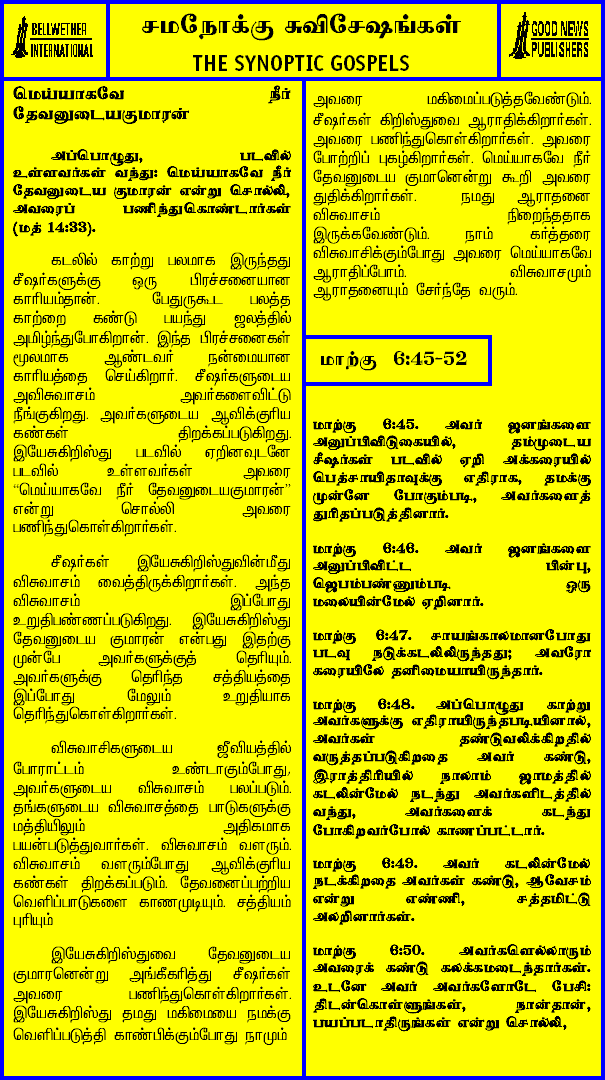 BELLWETHER
INTERNATIONAL
சமநோக்கு சுவிசேஷங்கள்
THE SYNOPTIC GOSPELS
GOOD NEWS
PUBLISHERS
மெய்யாகவே நீர்
தேவனுடையகுமாரன்
அப்பொழுது, படவில்
உள்ளவர்கள் வந்து: மெய்யாகவே நீர்
தேவனுடைய குமாரன் என்று சொல்லி,
அவரைப் பணிந்துகொண்டார்கள்
(மத் 14:33).
கடலில் காற்று பலமாக இருந்தது
சீஷர்களுக்கு ஒரு பிரச்சனையான
காரியம்தான். பேதுருகூட பலத்த
காற்றை கண்டு பயந்து ஜலத்தில்
அமிழ்ந்துபோகிறான். இந்த பிரச்சனைகள்
மூலமாக ஆண்டவர் நன்மையான
காரியத்தை செய்கிறார். சீஷர்களுடைய
அவிசுவாசம் அவர்களைவிட்டு
நீங்குகிறது. அவர்களுடைய ஆவிக்குரிய
கண்கள் திறக்கப்படுகிறது.
இயேசுகிறிஸ்து படவில் ஏறினவுடனே
படவில் உள்ளவர்கள் அவரை
“மெய்யாகவே நீர் தேவனுடையகுமாரன்”
என்று சொல்லி அவரை
பணிந்துகொள்கிறார்கள்.
சீஷர்கள் இயேசுகிறிஸ்துவின்மீது
விசுவாசம் வைத்திருக்கிறார்கள். அந்த
விசுவாசம் இப்போது
உறுதிபண்ணப்படுகிறது. இயேசுகிறிஸ்து
தேவனுடைய குமாரன் என்பது இதற்கு
முன்பே அவர்களுக்குத் தெரியும்.
அவர்களுக்கு தெரிந்த சத்தியத்தை
இப்போது மேலும் உறுதியாக
தெரிந்துகொள்கிறார்கள்.
விசுவாசிகளுடைய ஜீவியத்தில்
போராட்டம் உண்டாகும்போது,
அவர்களுடைய விசுவாசம் பலப்படும்.
தங்களுடைய விசுவாசத்தை பாடுகளுக்கு
மத்தியிலும் அதிகமாக
பயன்படுத்துவார்கள். விசுவாசம் வளரும்.
விசுவாசம் வளரும்போது ஆவிக்குரிய
கண்கள் திறக்கப்படும். தேவனைப்பற்றிய
வெளிப்பாடுகளை காணமுடியும். சத்தியம்
புரியும்
இயேசுகிறிஸ்துவை தேவனுடைய
குமாரனென்று அங்கீகரித்து சீஷர்கள்
அவரை பணிந்துகொள்கிறார்கள்.
இயேசுகிறிஸ்து தமது மகிமையை நமக்கு
வெளிப்படுத்தி காண்பிக்கும்போது நாமும்
அவரை மகிமைப்படுத்தவேண்டும்.
சீஷர்கள் கிறிஸ்துவை ஆராதிக்கிறார்கள்.
அவரை பணிந்துகொள்கிறார்கள். அவரை
போற்றிப் புகழ்கிறார்கள். மெய்யாகவே நீர்
தேவனுடைய குமானென்று கூறி அவரை
துதிக்கிறார்கள். நமது ஆராதனை
விசுவாசம் நிறைந்ததாக
இருக்கவேண்டும். நாம் கர்த்தரை
விசுவாசிக்கும்போது அவரை மெய்யாகவே
ஆராதிப்போம். விசுவாசமும்
ஆராதனையும் சேர்ந்தே வரும்.
மாற்கு 6:45-52
மாற்கு 6:45. அவர் ஜனங்களை
அனுப்பிவிடுகையில், தம்முடைய
சீஷர்கள் படவில் ஏறி அக்கரையில்
பெத்சாயிதாவுக்கு எதிராக, தமக்கு
முன்னே போகும்படி, அவர்களைத்
துரிதப்படுத்தினார்.
மாற்கு 6:46. அவர் ஜனங்களை
அனுப்பிவிட்ட பின்பு,
ஜெபம்பண்ணும்படி ஒரு
மலையின்மேல் ஏறினார்.
மாற்கு 6:47. சாயங்காலமானபோது
படவு நடுக்கடலிலிருந்தது; அவரோ
கரையிலே தனிமையாயிருந்தார்.
மாற்கு 6:48. அப்பொழுது காற்று
அவர்களுக்கு எதிராயிருந்தபடியினால்,
அவர்கள் தண்டுவலிக்கிறதில்
வருத்தப்படுகிறதை அவர் கண்டு,
இராத்திரியில் நாலாம் ஜாமத்தில்
கடலின்மேல் நடந்து அவர்களிடத்தில்
வந்து, அவர்களைக் கடந்து
போகிறவர்போல் காணப்பட்டார்.
மாற்கு 6:49. அவர் கடலின்மேல்
நடக்கிறதை அவர்கள் கண்டு, ஆவேசம்
என்று எண்ணி, சத்தமிட்டு
அலறினார்கள்.
மாற்கு 6:50. அவர்களெல்லாரும்
அவரைக் கண்டு கலக்கமடைந்தார்கள்.
உடனே அவர் அவர்களோடே பேசி:
திடன்கொள்ளுங்கள், நான்தான்,
பயப்படாதிருங்கள் என்று சொல்லி,